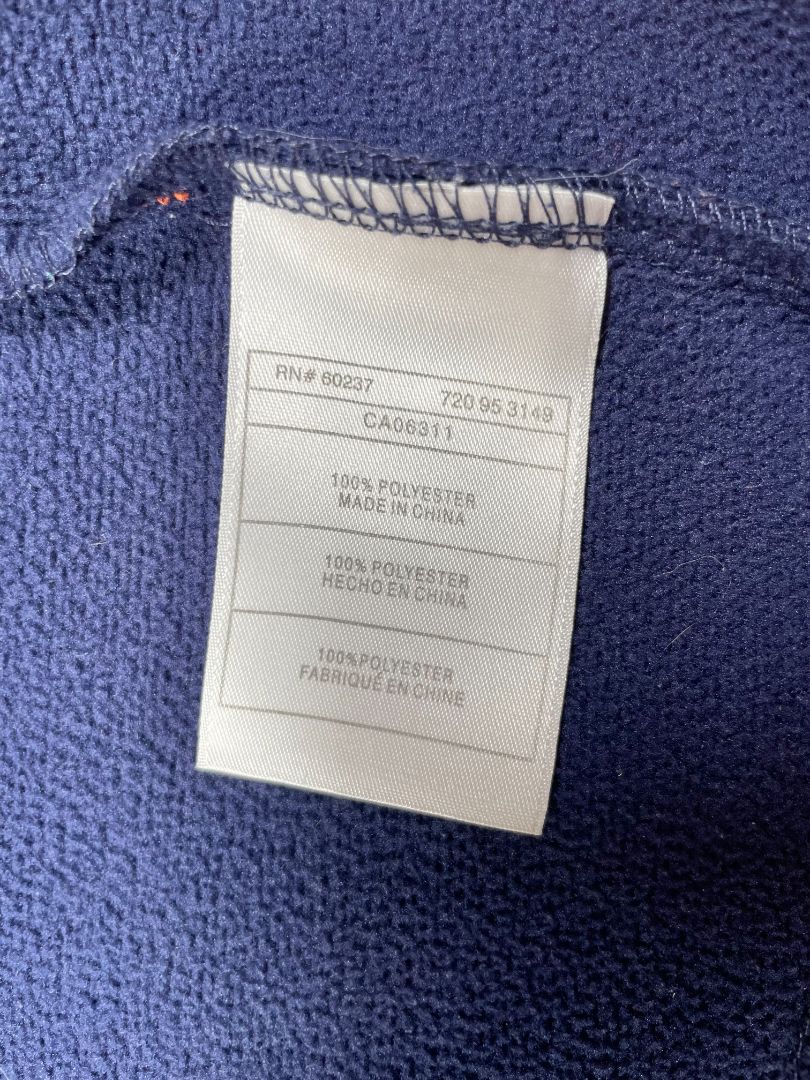 RN# 60237 720 95 3149
CA06311
100% POLYESTER
MADE IN CHINA
100% POLYESTER
HECHO EN CHINA
100%POLYESTER
FABRIQUÉ EN CHINE